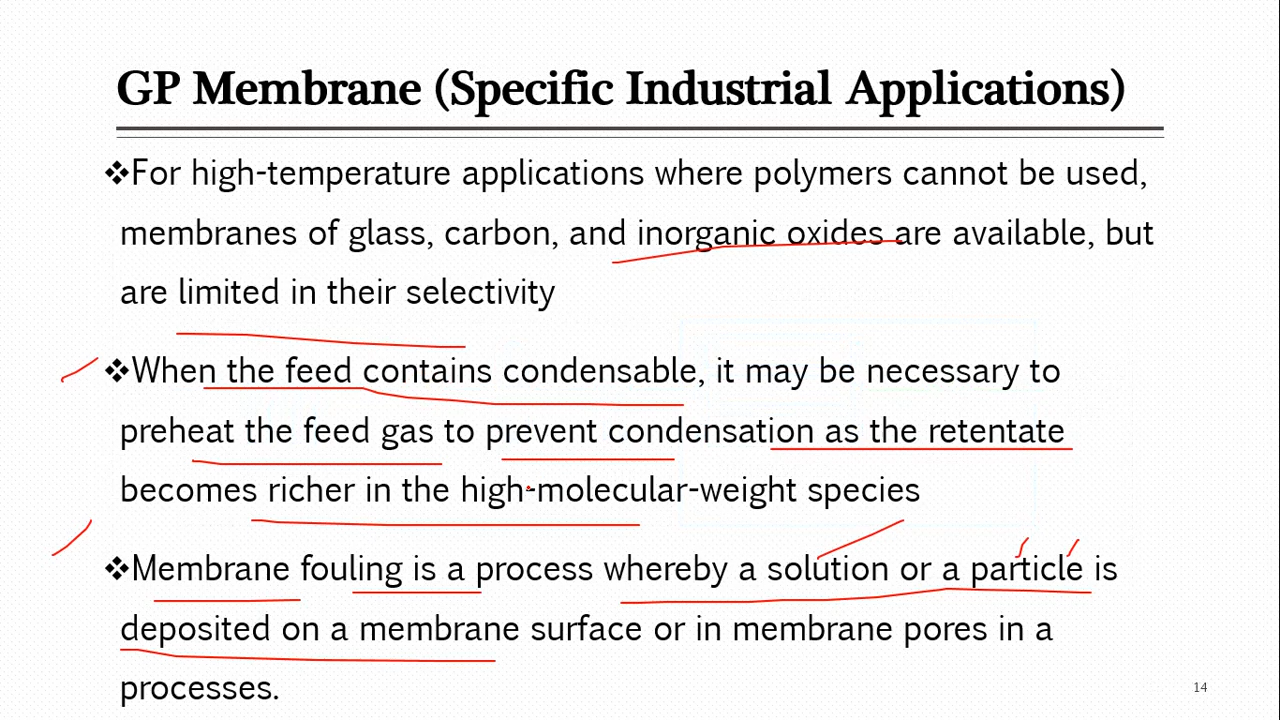 GP Membrane (Specific Industrial Applications)
❖For high-temperature applications where polymers cannot be used,
membranes of glass, carbon, and inorganic oxides are available, but
are limited in their selectivity
❖When the feed contains condensable, it may be necessary to
preheat the feed gas to prevent condensation as the retentate
becomes richer in the high-molecular-weight species
❖Membrane fouling is a process whereby a solution or a particle is
deposited on a membrane surface or in membrane pores in a
processes.
14